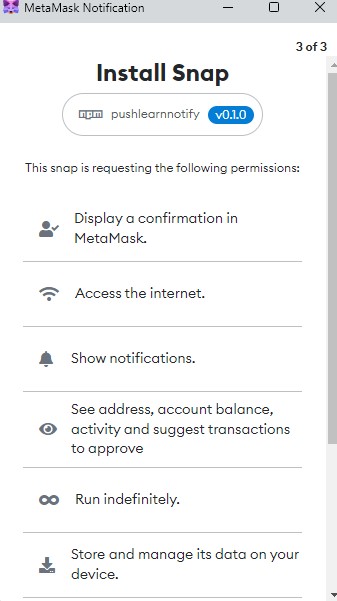 MetaMask Notification
3 of 3
Install Snap
npm pushlearnnotify v0.1.0
This snap is requesting the following permissions:
Display a confirmation in
MetaMask.
Access the internet.
Show notifications.
See address, account balance,
activity and suggest transactions
to approve
Run indefinitely.
Store and manage its data on your
device.